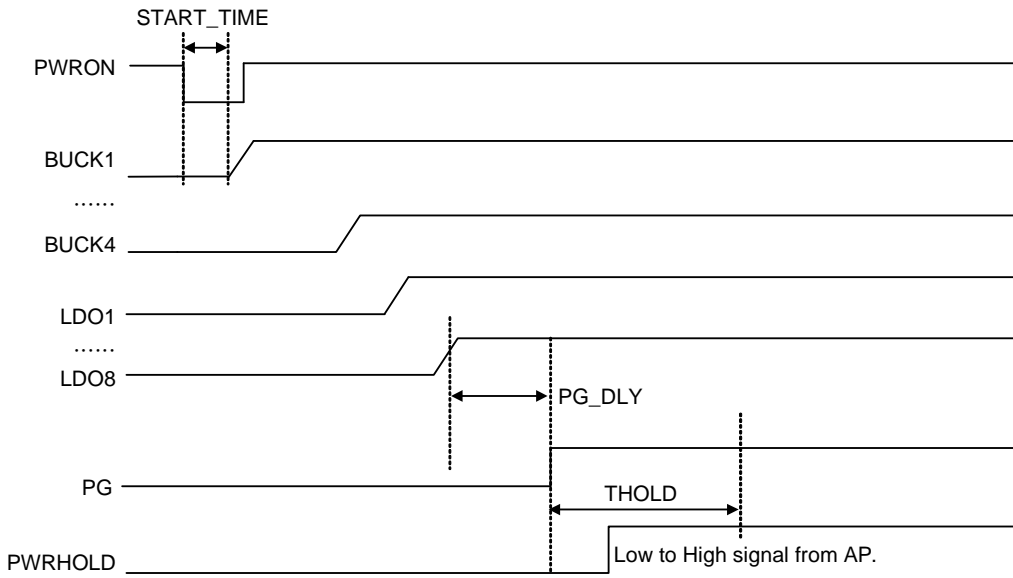 START_TIME
PWRON
BUCK1
......
BUCK4
LDO1
......
LDO8
PG_DLY
PG
THOLD
PWRHOLD
Low to High signal from AP.